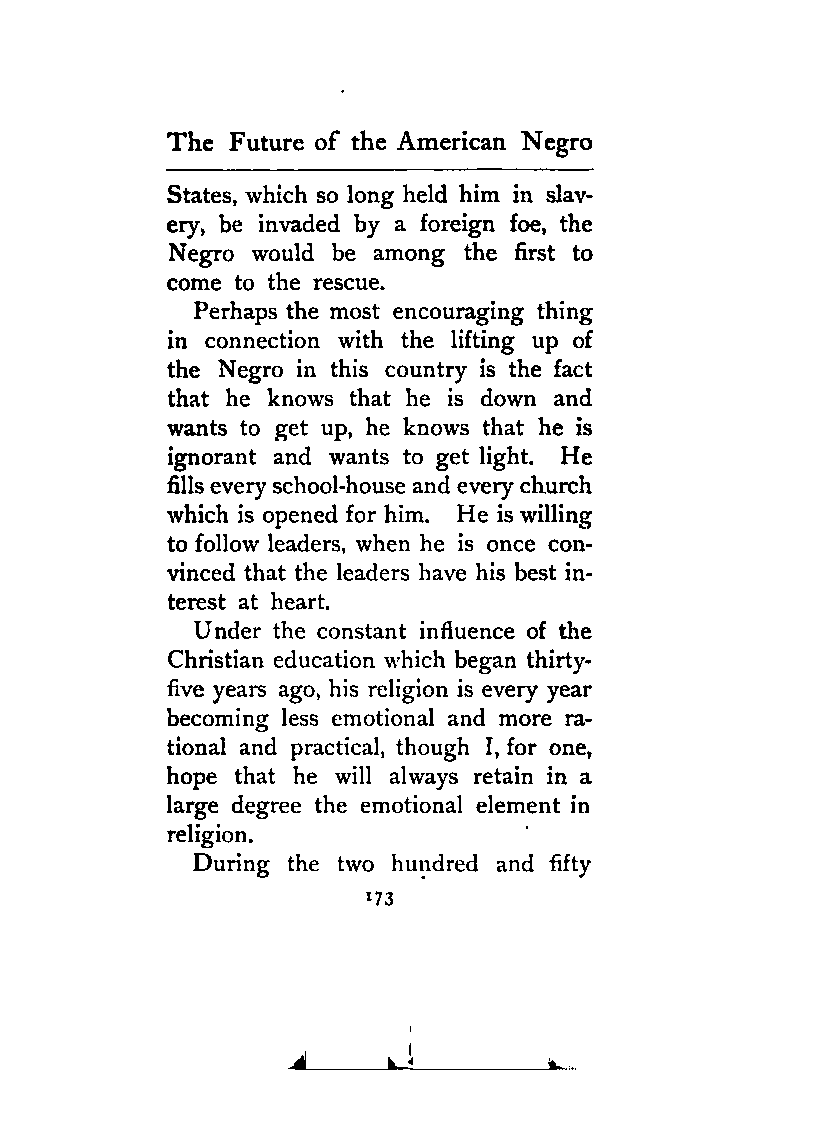 The Future of the American Negro
States, which so long held him in slav-
ery, be invaded by a foreign foe, the
Negro would be among the first to
come to the rescue.
Perhaps the most encouraging thing
in connection with the lifting up of
the Negro in this country is the fact
that he knows that he is down and
wants to get up, he knows that he is
ignorant and wants to get light. He
fills every school-house and every church
which is opened for him. He is willing
to follow leaders, when he is once con-
vinced that the leaders have his best in-
terest at heart.
Under the constant influence of the
Christian education which began thirty-
five years ago, his religion is every year
becoming less emotional and more ra-
tional and practical, though I, for one,
hope that he will always retain in a
large degree the emotional element in
religion.
During the two hundred and fifty
173